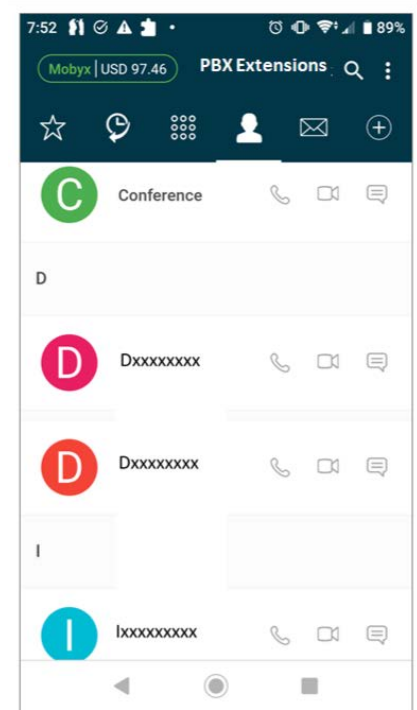 7:52 89%
Mobyx | USD 97.46 PBX Extensions
C Conference
D
D Dxxxxxxxx
D Dxxxxxxxx
I
I Ixxxxxxxxx